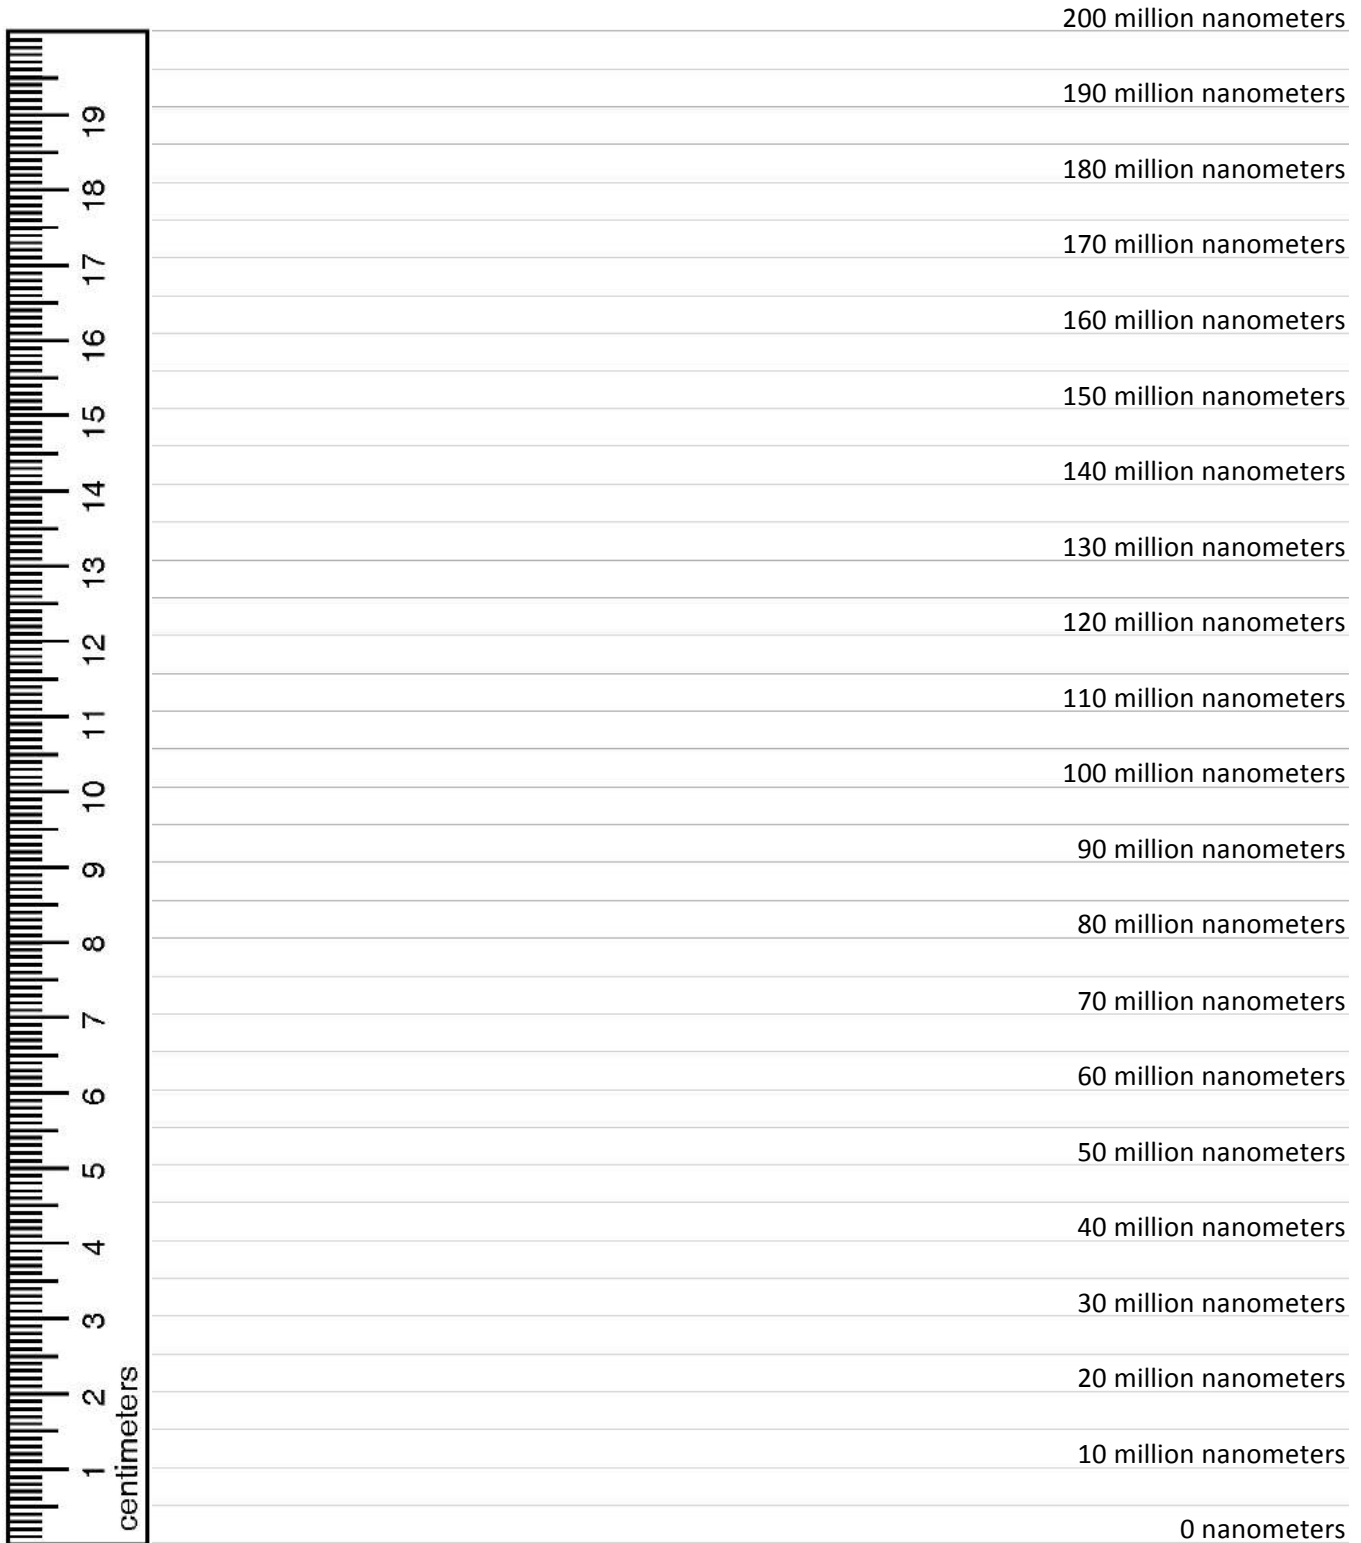 200 million nanometers
190 million nanometers
19
180 million nanometers
18
170 million nanometers
17
160 million nanometers
16
150 million nanometers
15
140 million nanometers
14
130 million nanometers
13
120 million nanometers
12
110 million nanometers
11
100 million nanometers
10
90 million nanometers
9
80 million nanometers
8
70 million nanometers
7
60 million nanometers
6
50 million nanometers
5
40 million nanometers
4
30 million nanometers
3
20 million nanometers
2
10 million nanometers
1
centimeters
0 nanometers